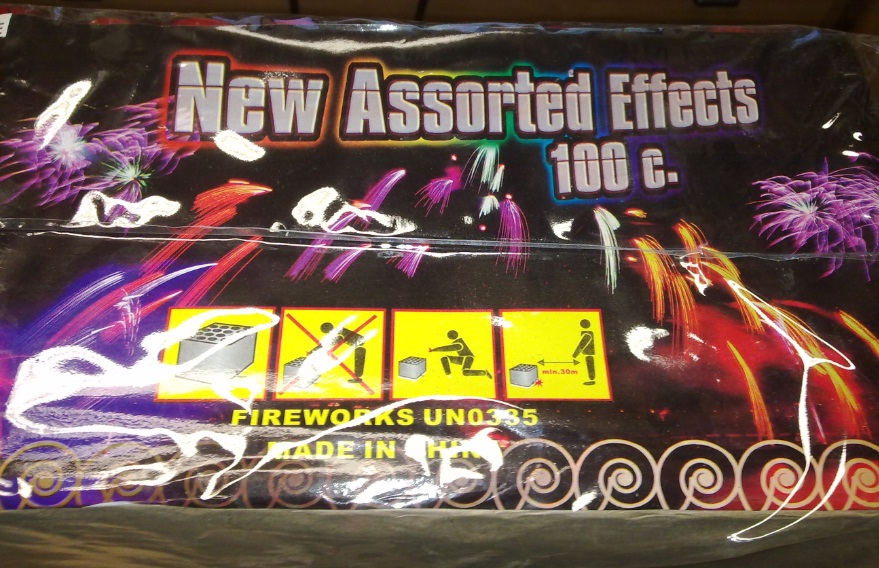 New Assorted Effects
100 c.
min.30m
FIREWORKS UN0335
MADE IN